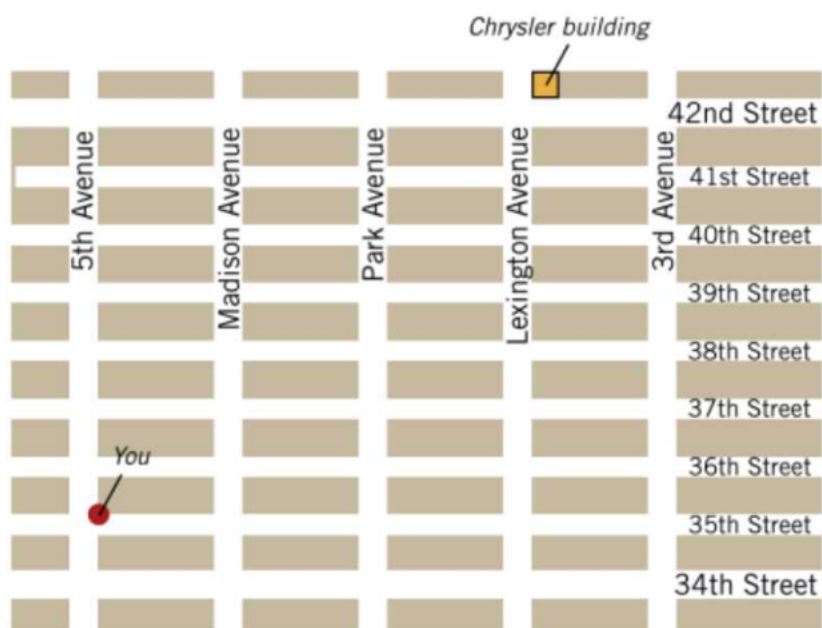 Chrysler building
42nd Street
5th Avenue
Madison Avenue
Park Avenue
Lexington Avenue
3rd Avenue
41st Street
40th Street
39th Street
38th Street
37th Street
You
36th Street
35th Street
34th Street